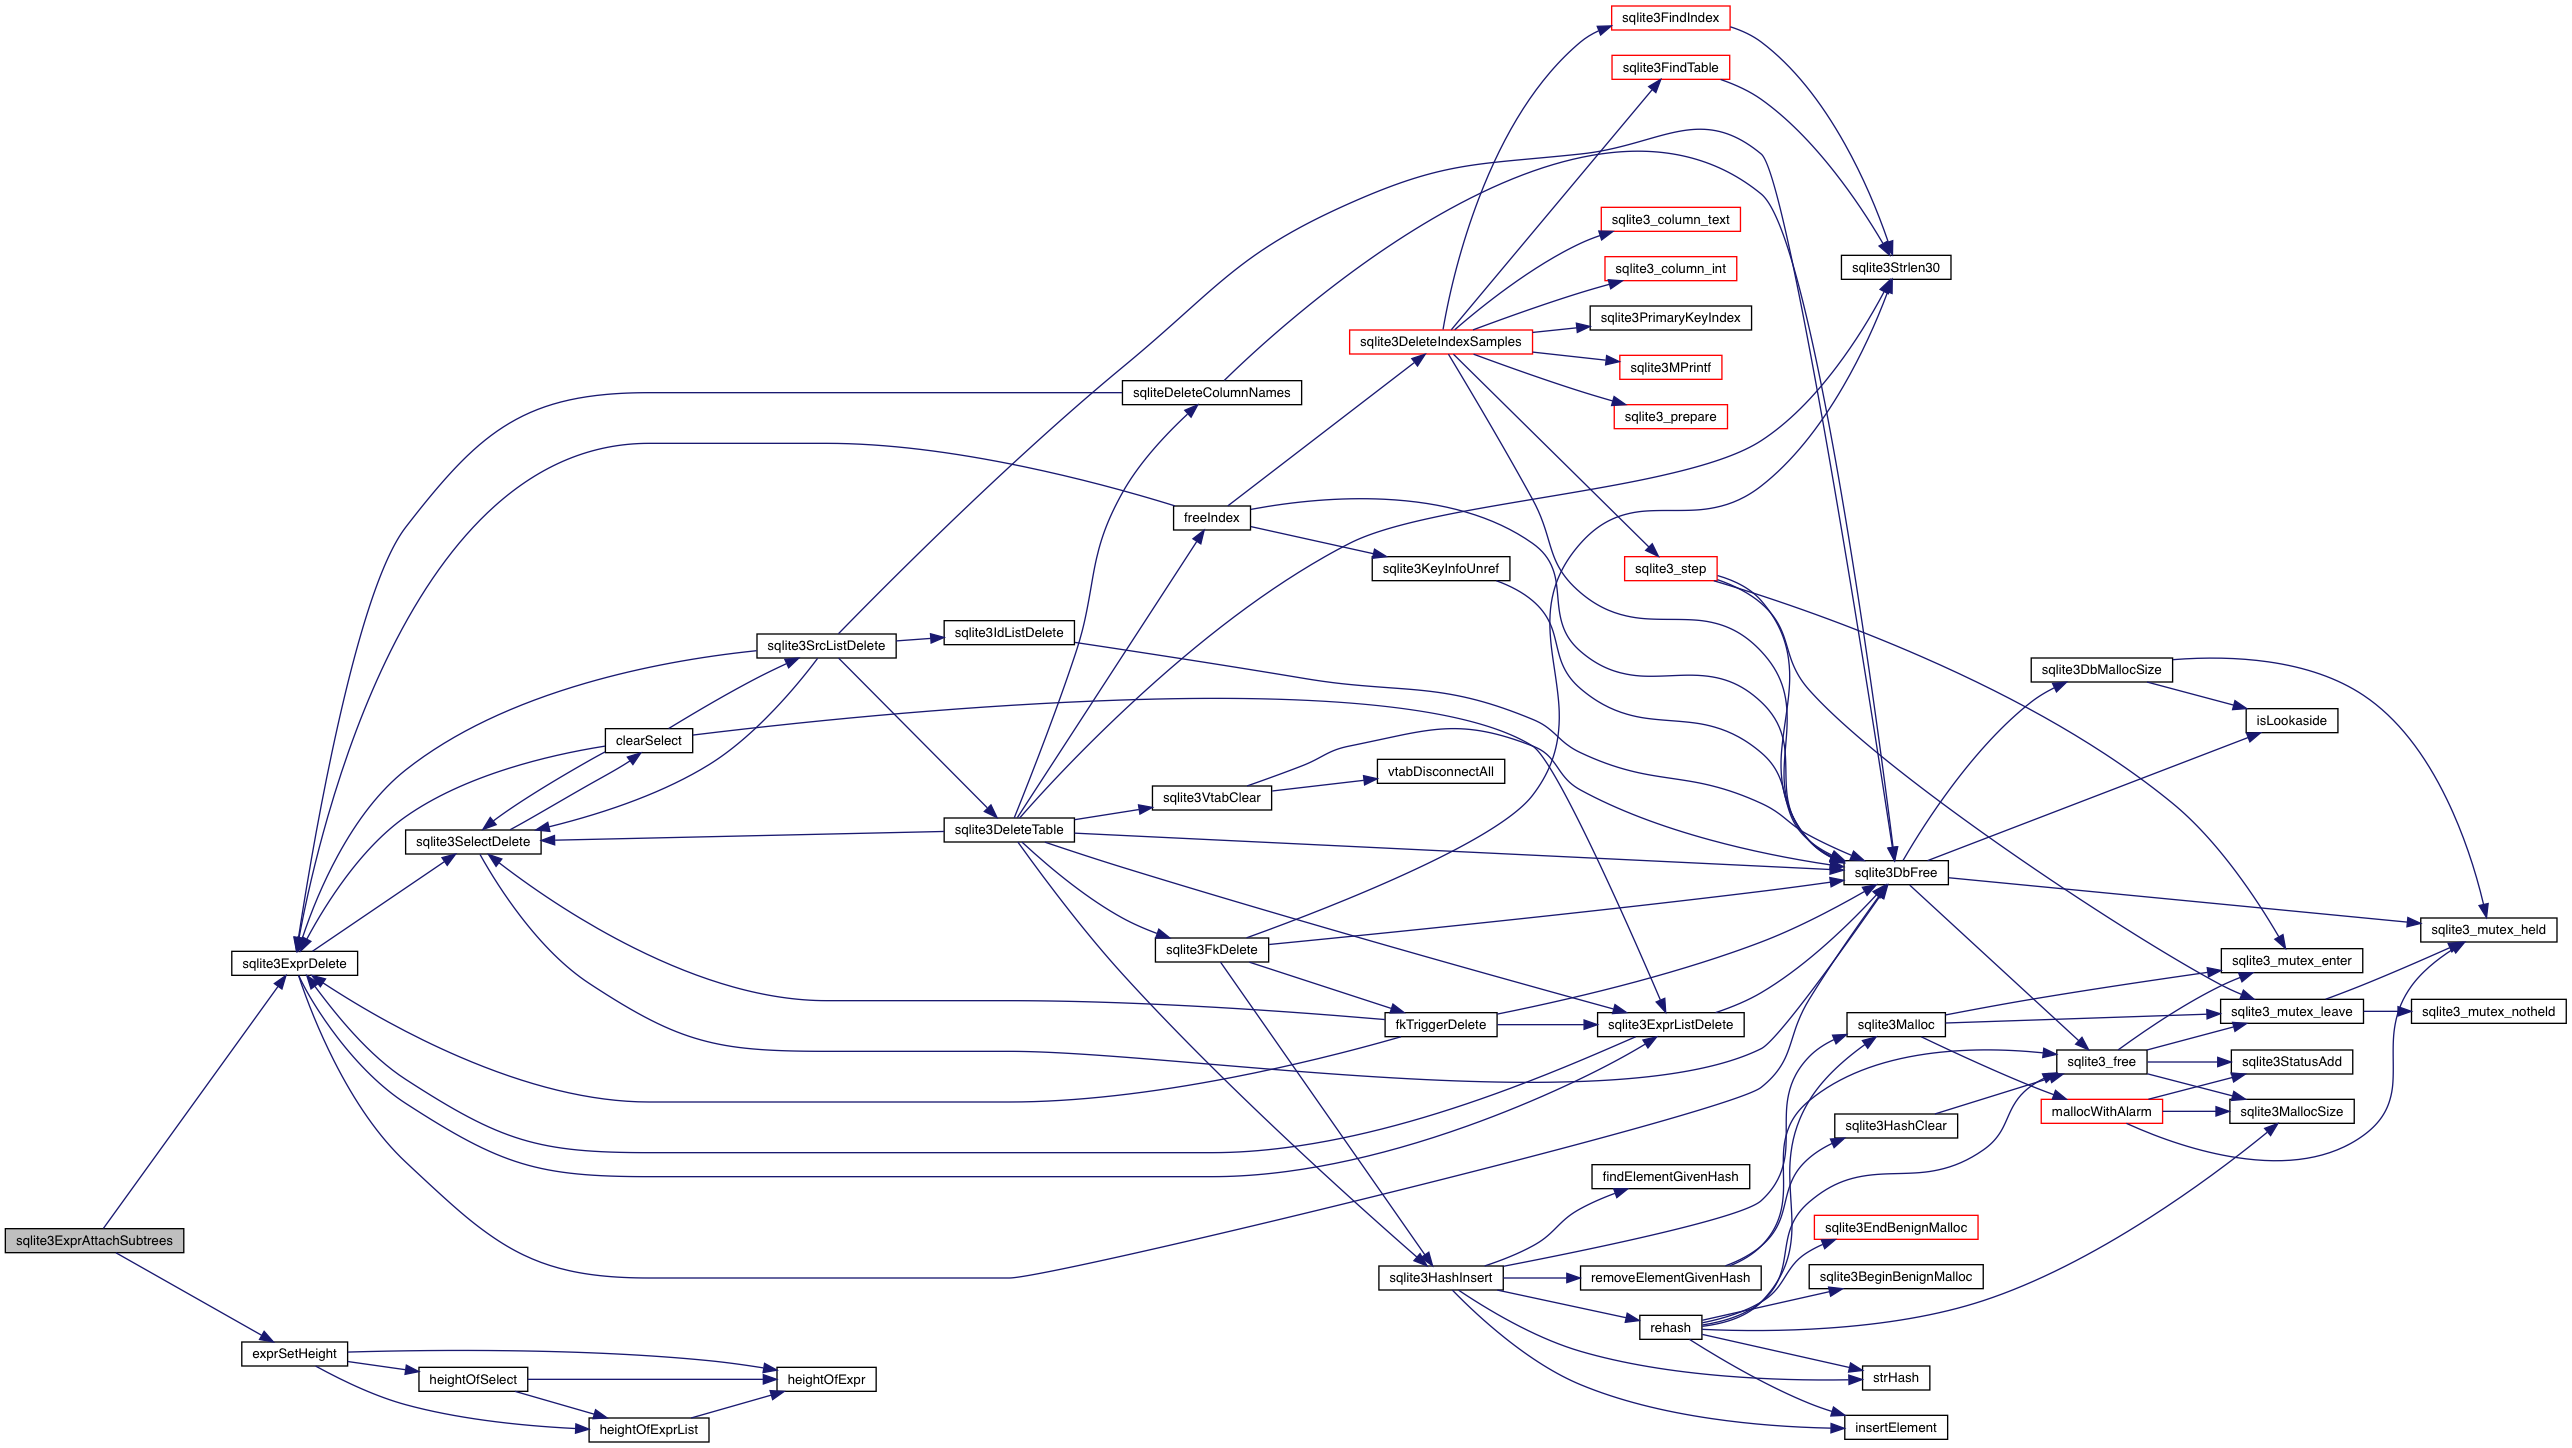 sqlite3FindIndex
sqlite3FindTable
sqlite3_column_text
sqlite3_column_int
sqlite3Strlen30
sqlite3PrimaryKeyIndex
sqlite3DeleteIndexSamples
sqlite3MPrintf
sqliteDeleteColumnNames
sqlite3_prepare
freeIndex
sqlite3KeyInfoUnref
sqlite3_step
sqlite3IdListDelete
sqlite3SrcListDelete
sqlite3DbMallocSize
isLookaside
clearSelect
vtabDisconnectAll
sqlite3VtabClear
sqlite3DeleteTable
sqlite3SelectDelete
sqlite3DbFree
sqlite3_mutex_held
sqlite3FkDelete
sqlite3_mutex_enter
sqlite3ExprDelete
sqlite3_mutex_leave
sqlite3_mutex_notheld
fkTriggerDelete
sqlite3ExprListDelete
sqlite3Malloc
sqlite3_free
sqlite3StatusAdd
mallocWithAlarm
sqlite3MallocSize
sqlite3HashClear
findElementGivenHash
sqlite3EndBenignMalloc
sqlite3ExprAttachSubtrees
sqlite3HashInsert
removeElementGivenHash
sqlite3BeginBenignMalloc
rehash
exprSetHeight
heightOfSelect
heightOfExpr
strHash
heightOfExprList
insertElement